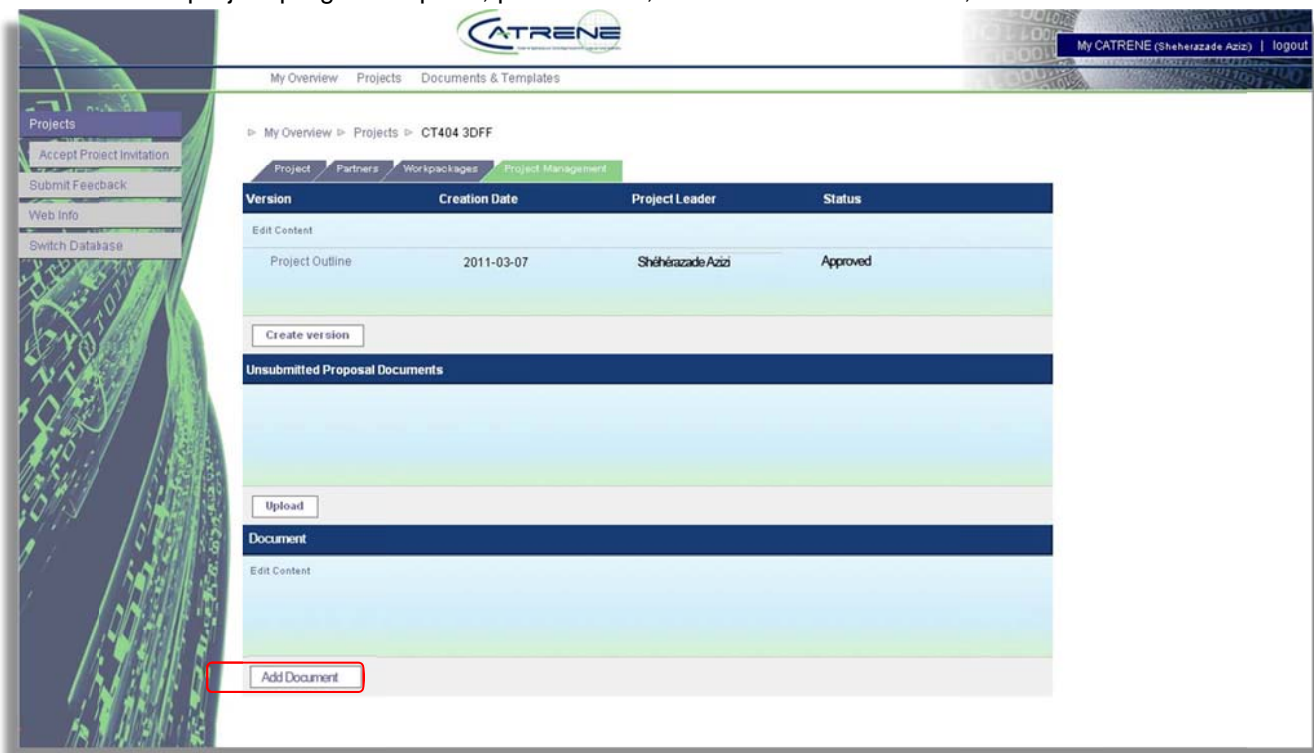 CATRENE
My CATRENE (Sheherazade Azizi) | logout
My Overview Projects Documents & Templates
Projects
Accept Project Invitation
Submit Feecback
Web Info
Switch Database
My Overview Projects CT404 3DFF
Project Partners Workpackages Project Management
Version Creation Date Project Leader Status
Edit Content
Project Outline 2011-03-07 Shéhérazade Azizi Approved
Create version
Unsubmitted Proposal Documents
Upload
Document
Edit Content
Add Document